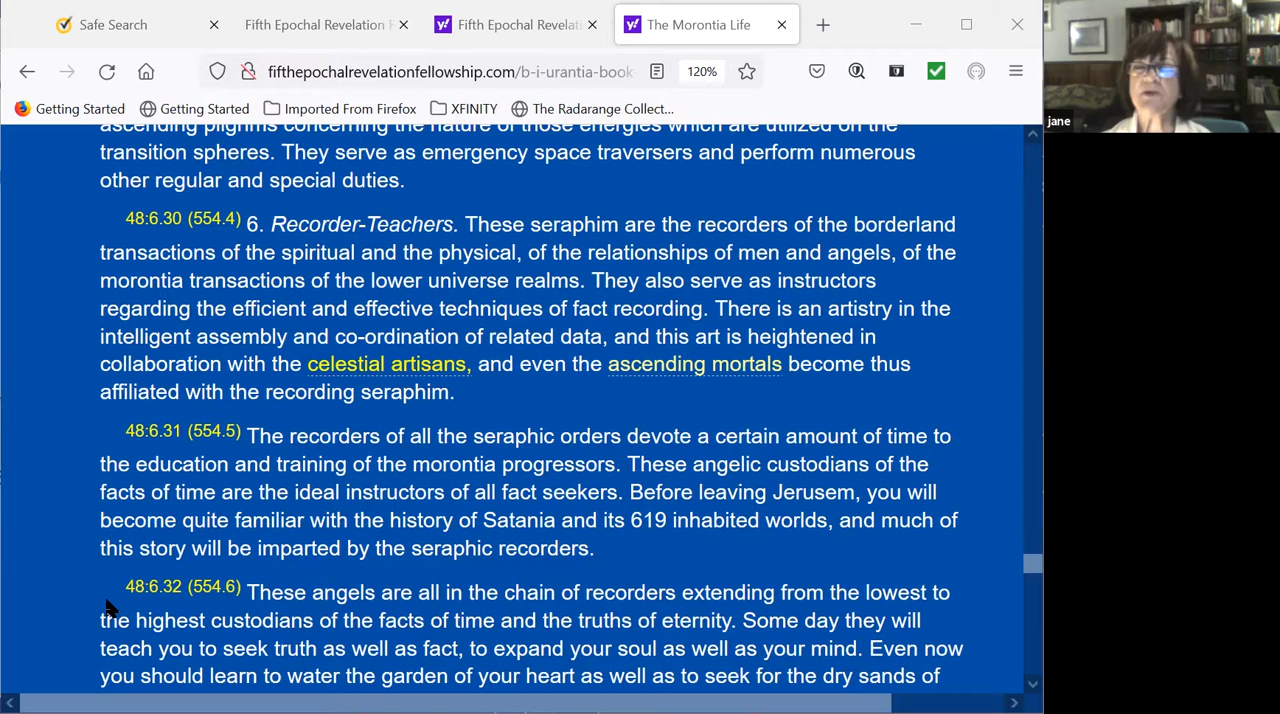 Safe Search
Fifth Epochal Revelation F
Fifth Epochal Revelati
The Morontia Life
fifthepochalrevelationfellowship.com/b-i-urantia-book-
120%
Getting Started
Getting Started
Imported From Firefox
XFINITY
The Radarange Collect...
jane
ascending pilgrims concerning the nature of those energies which are utilized on the
transition spheres. They serve as emergency space traversers and perform numerous
other regular and special duties.
48:6.30 (554.4) 6. Recorder-Teachers. These seraphim are the recorders of the borderland
transactions of the spiritual and the physical, of the relationships of men and angels, of the
morontia transactions of the lower universe realms. They also serve as instructors
regarding the efficient and effective techniques of fact recording. There is an artistry in the
intelligent assembly and co-ordination of related data, and this art is heightened in
collaboration with the celestial artisans, and even the ascending mortals become thus
affiliated with the recording seraphim.
48:6.31 (554.5) The recorders of all the seraphic orders devote a certain amount of time to
the education and training of the morontia progressors. These angelic custodians of the
facts of time are the ideal instructors of all fact seekers. Before leaving Jerusem, you will
become quite familiar with the history of Satania and its 619 inhabited worlds, and much of
this story will be imparted by the seraphic recorders.
48:6.32 (554.6) These angels are all in the chain of recorders extending from the lowest to
the highest custodians of the facts of time and the truths of eternity. Some day they will
teach you to seek truth as well as fact, to expand your soul as well as your mind. Even now
you should learn to water the garden of your heart as well as to seek for the dry sands of